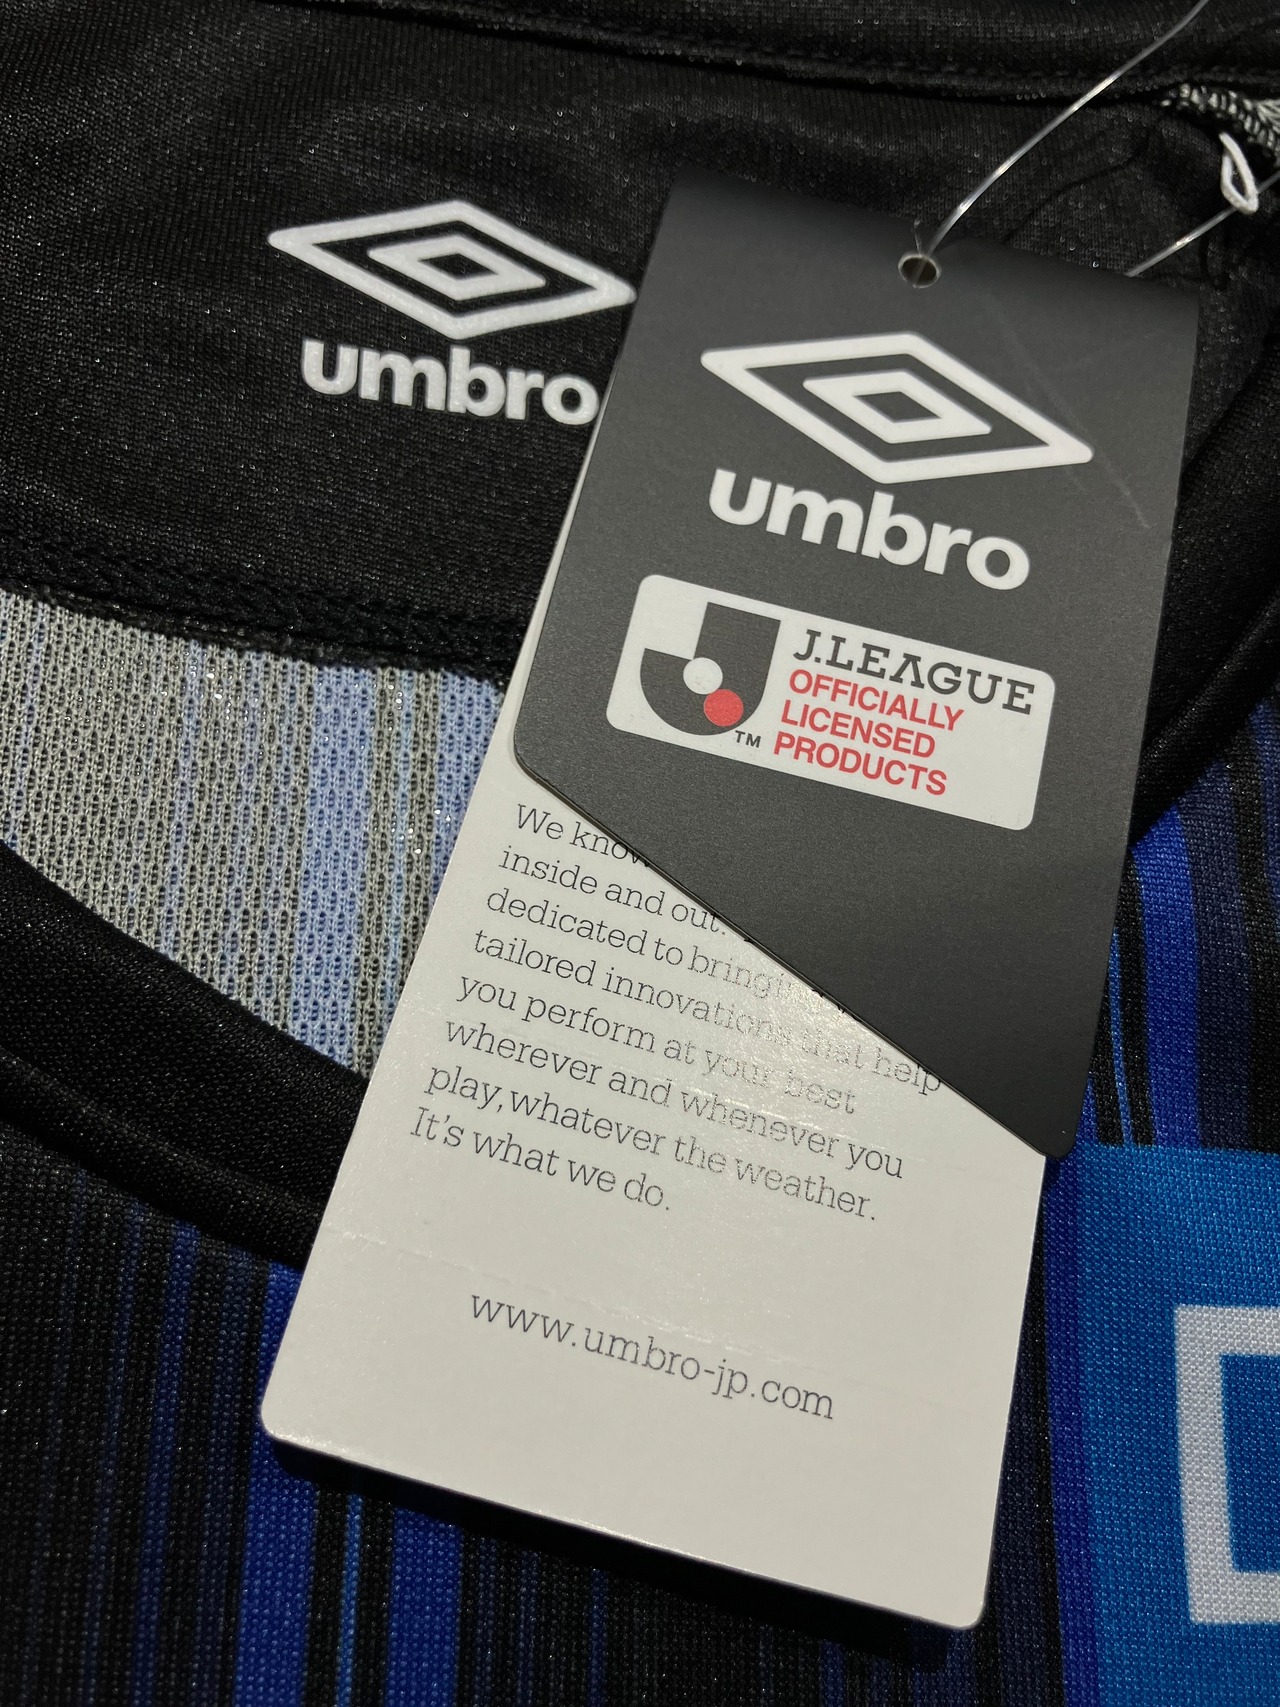 umbro
umbro
J.LEAGUE
OFFICIALLY
LICENSED
PRODUCTS
TM
We know
inside and out.
dedicated to bringing
tailored innovations that help
you perform at your best
wherever and whenever you
play,whatever the weather.
It's what we do.
www.umbro-jp.com